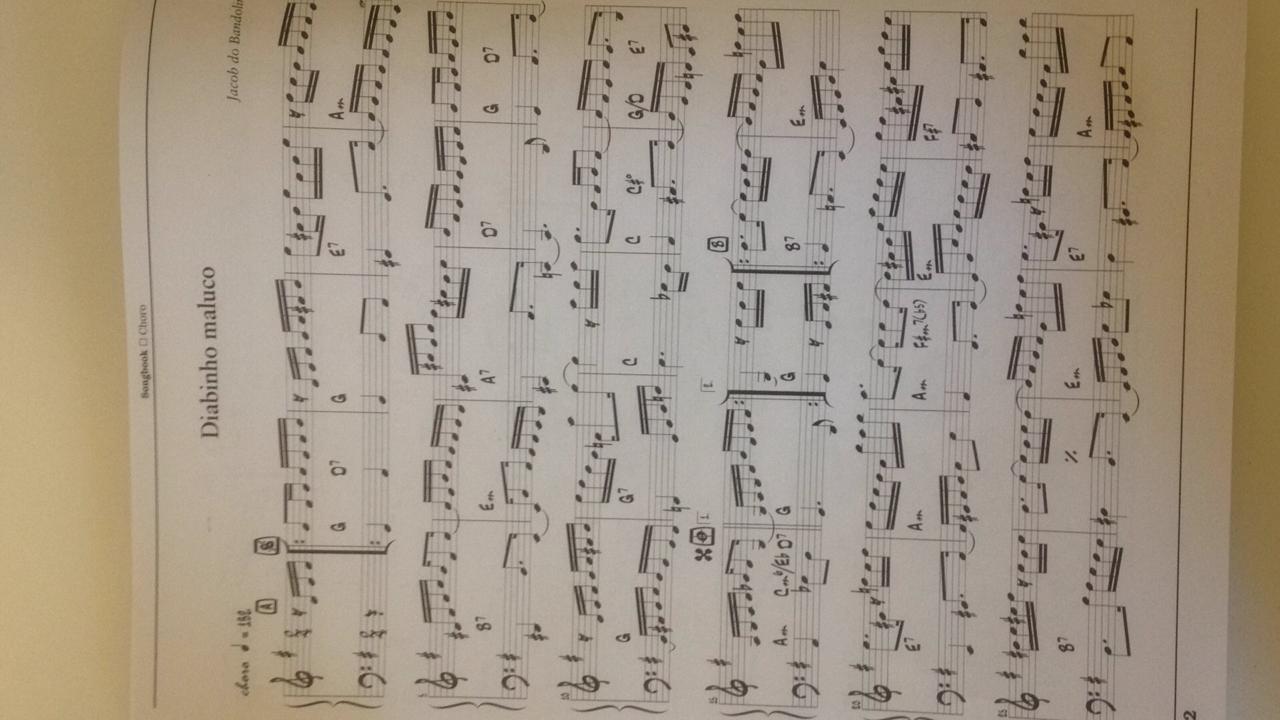 Songbook □ Choro
Diabinho maluco
Jacob do Bandolim
choro ♩ = 132
A
G D7 G E7 Am
5
B7 Em A7 D7 G D7
10
G G7 C C C#° G/D E7
15 1. 2. B
Am Cm6/Eb D7 G G B7 Em
20
E7 Am Am F#m7(b5) Em F#7
25
B7 ٪ Em E7 Am
2